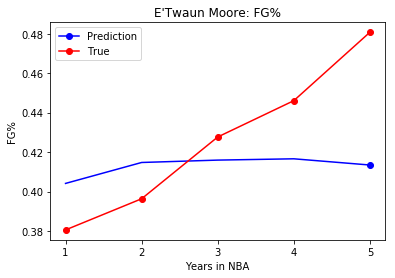 E'Twaun Moore: FG%
Prediction
True
FG%
0.48
0.46
0.44
0.42
0.40
0.38
1 2 3 4 5
Years in NBA